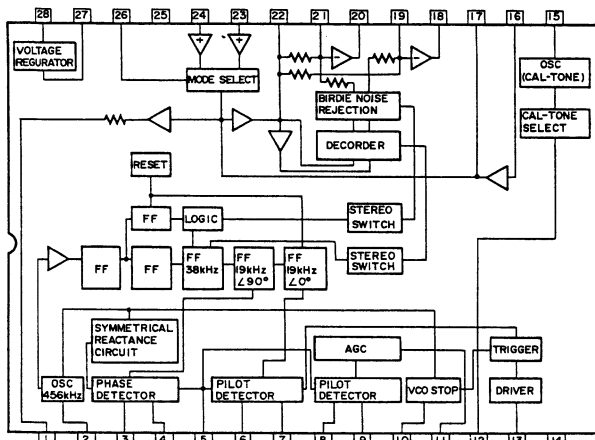 28 27 26 25 24 23 22 21 20 19 18 17 16 15
VOLTAGE
REGURATOR
+ +
- -
MODE SELECT
OSC
(CAL-TONE)
BIRDIE NOISE
REJECTION
CAL-TONE
SELECT
DECORDER
RESET
FF
LOGIC
STEREO
SWITCH
FF
FF
FF
38kHz
FF
19kHz
∠90°
FF
19kHz
∠0°
STEREO
SWITCH
SYMMETRICAL
REACTANCE
CIRCUIT
AGC
TRIGGER
OSC
456kHz
PHASE
DETECTOR
PILOT
DETECTOR
PILOT
DETECTOR
VCO STOP
DRIVER
1 2 3 4 5 6 7 8 9 10 11 12 13 14